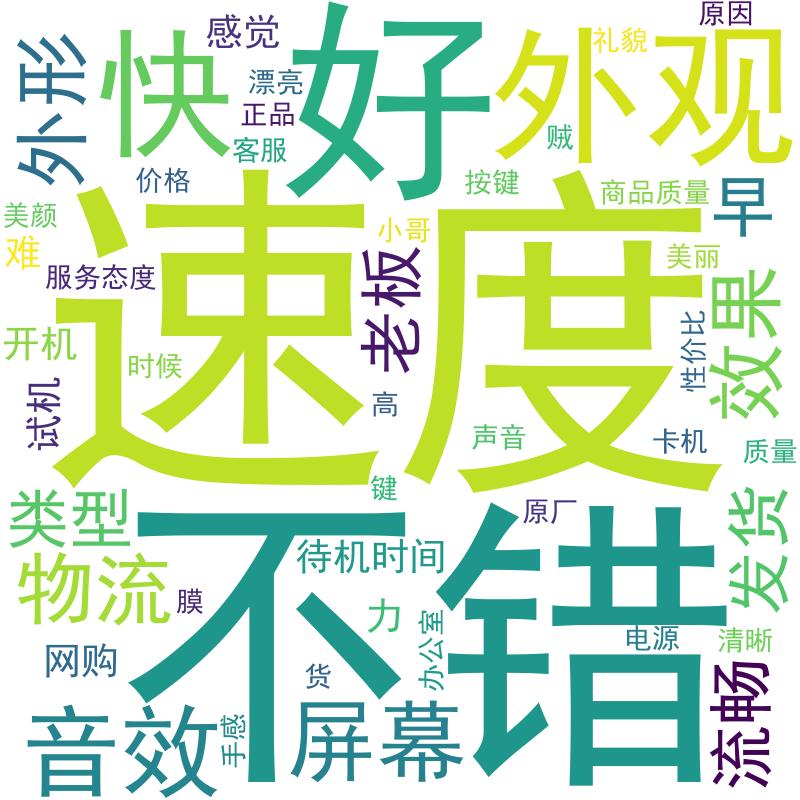 外形
快
感觉
漂亮
正品
客服
好
外观
礼貌
原因
贼
价格
按键
商品质量
早
美颜
难
服务态度
速度
老板
小哥
美丽
效果
性价比
开机
时候
试机
高
声音
卡机
质量
键
类型
不错
原厂
发货
待机时间
物流
膜
力
办公室
电源
清晰
网购
货
流畅
音效
手感
屏幕